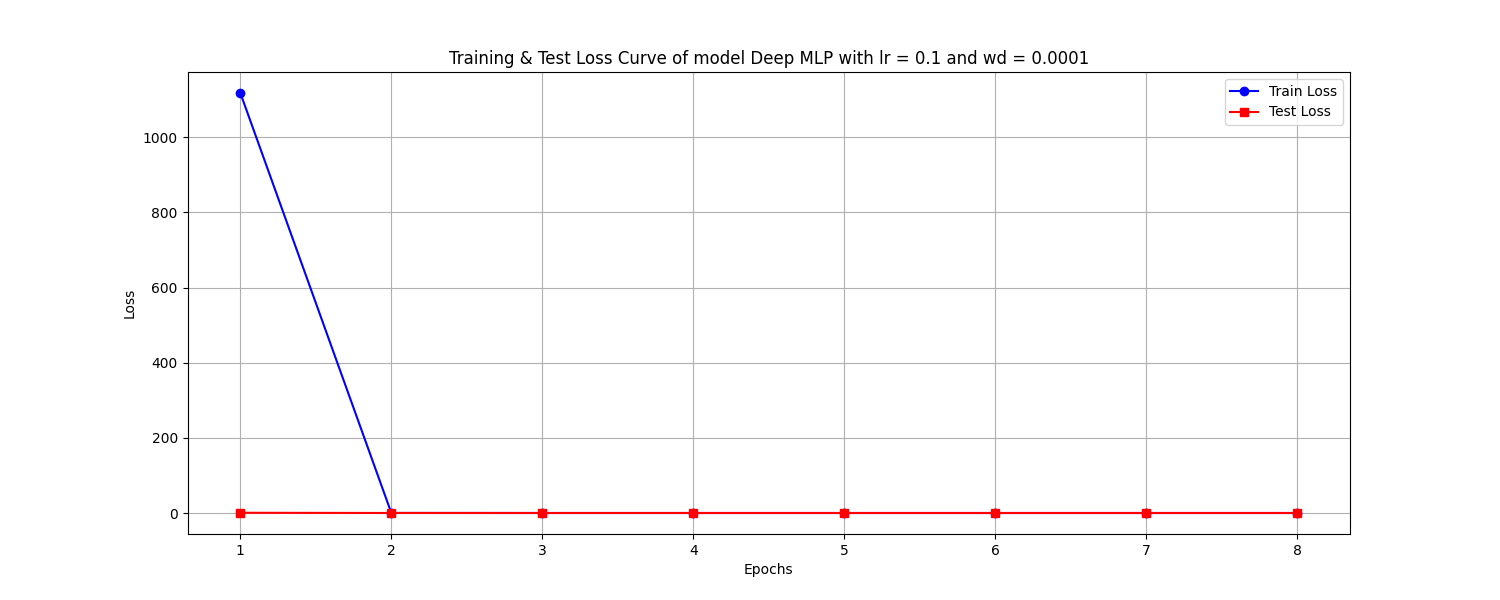 Training & Test Loss Curve of model Deep MLP with lr = 0.1 and wd = 0.0001
Train Loss
Test Loss
1000
800
600
400
200
0
Loss
1 2 3 4 5 6 7 8
Epochs